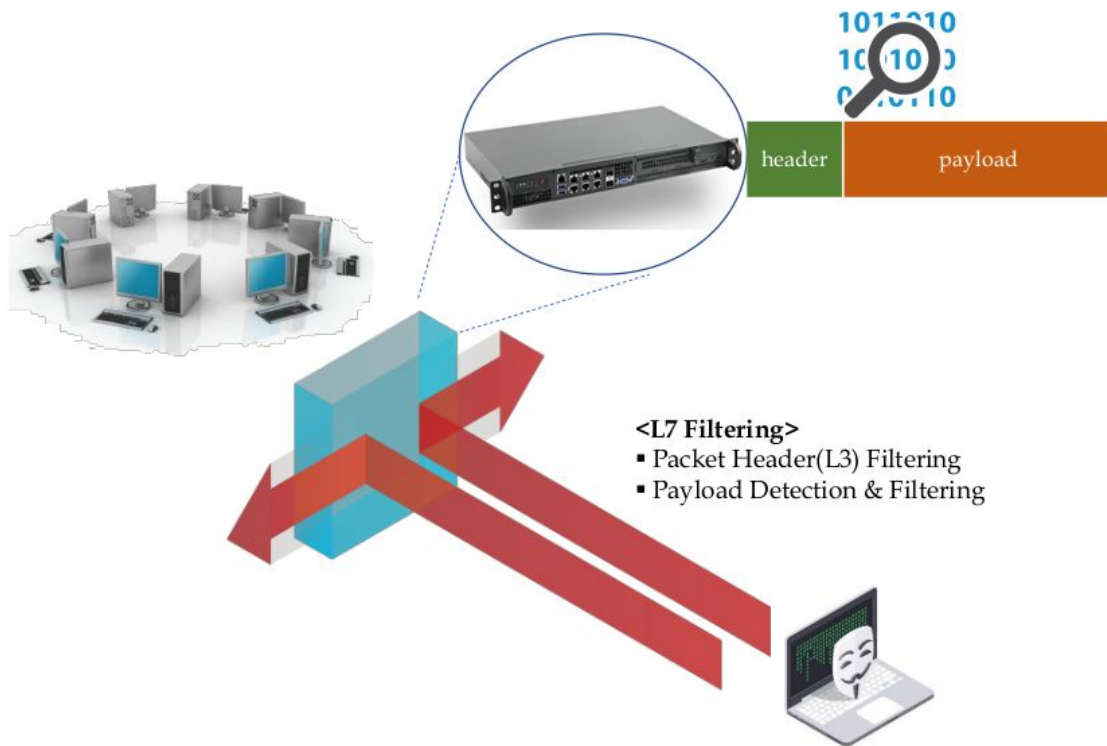 1011010
header
payload
<L7 Filtering>
▪ Packet Header(L3) Filtering
▪ Payload Detection & Filtering